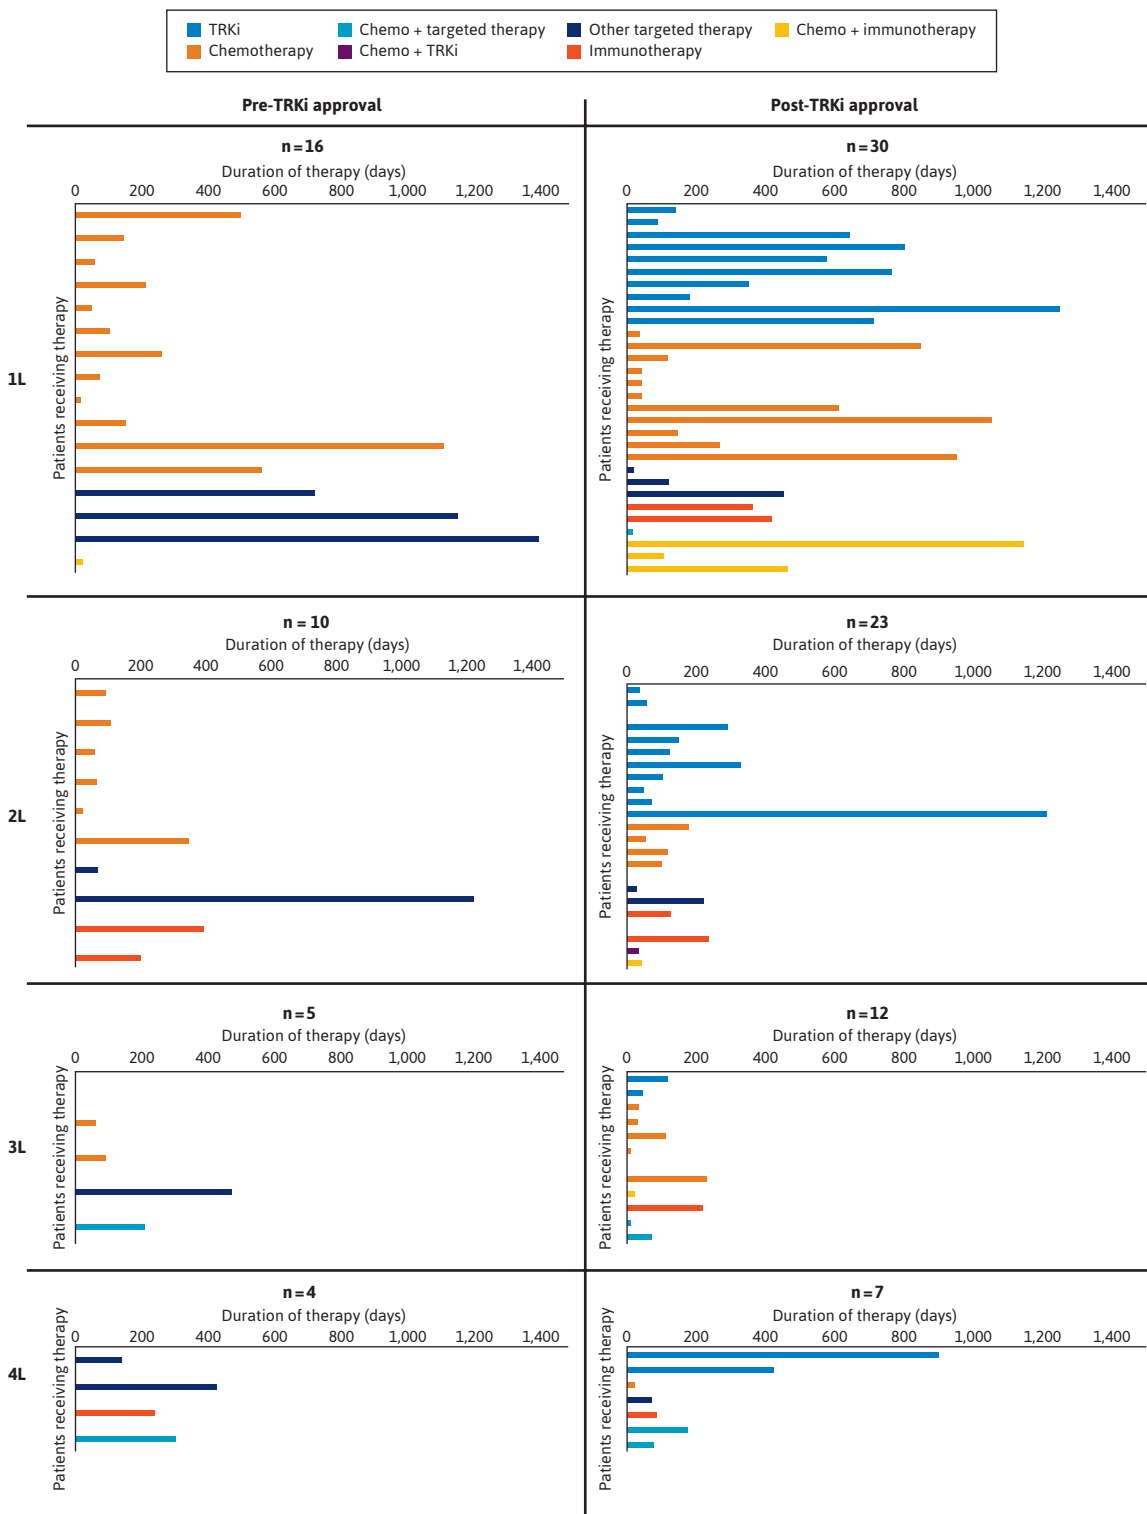 TRKi
Chemo + targeted therapy
Other targeted therapy
Chemo + immunotherapy
Chemotherapy
Chemo + TRKi
Immunotherapy
Pre-TRKi approval
Post-TRKi approval
1L
n=16
Duration of therapy (days)
0 200 400 600 800 1,000 1,200 1,400
Patients receiving therapy
n=30
Duration of therapy (days)
0 200 400 600 800 1,000 1,200 1,400
Patients receiving therapy
2L
n = 10
Duration of therapy (days)
0 200 400 600 800 1,000 1,200 1,400
Patients receiving therapy
n=23
Duration of therapy (days)
0 200 400 600 800 1,000 1,200 1,400
Patients receiving therapy
3L
n=5
Duration of therapy (days)
0 200 400 600 800 1,000 1,200 1,400
Patients receiving therapy
n=12
Duration of therapy (days)
0 200 400 600 800 1,000 1,200 1,400
Patients receiving therapy
4L
n=4
Duration of therapy (days)
0 200 400 600 800 1,000 1,200 1,400
Patients receiving therapy
n=7
Duration of therapy (days)
0 200 400 600 800 1,000 1,200 1,400
Patients receiving therapy